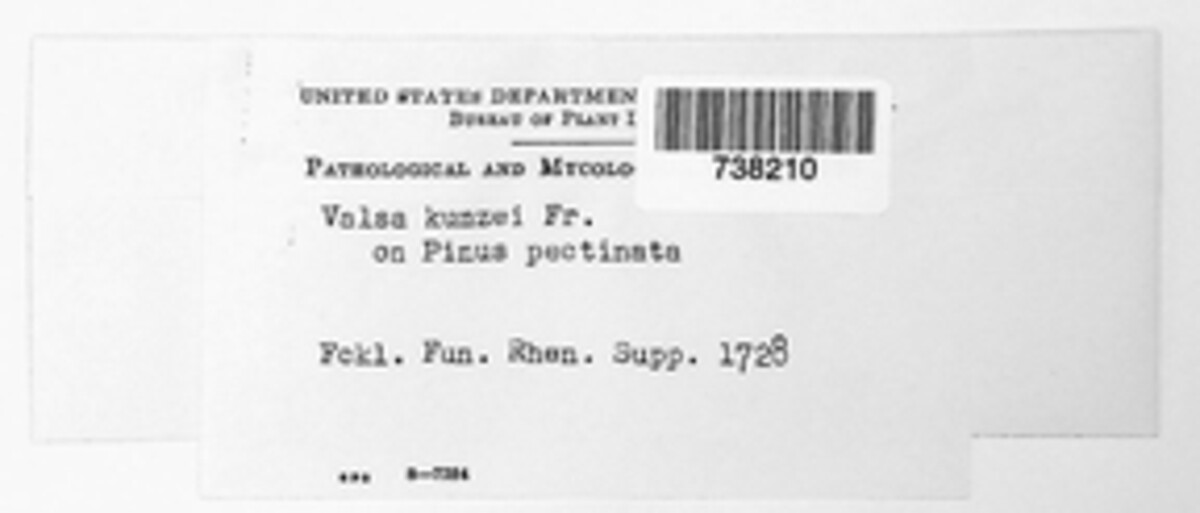 UNITED STATES DEPARTMEN
BUREAU OF PLANT I
PATHOLOGICAL AND MYCOLO
738210
Valsa kunzei Fr.
on Pinus pectinata
Fckl. Fun. Rhen. Supp. 1728